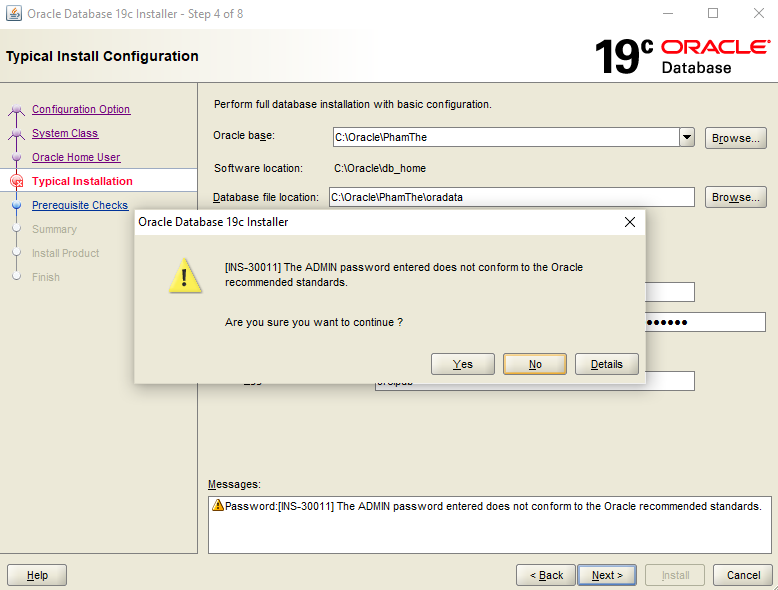 Oracle Database 19c Installer - Step 4 of 8
Typical Install Configuration
19c ORACLE
Database
Configuration Option
System Class
Oracle Home User
Typical Installation
Prerequisite Checks
Summary
Install Product
Finish
Perform full database installation with basic configuration.
Oracle base: C:\Oracle\PhamThe Browse...
Software location: C:\Oracle\db_home
Database file location: C:\Oracle\PhamThe\oradata Browse...
Oracle Database 19c Installer
[INS-30011] The ADMIN password entered does not conform to the Oracle
recommended standards.
Are you sure you want to continue ?
Yes No Details
Messages:
Password:[INS-30011] The ADMIN password entered does not conform to the Oracle recommended standards.
Help < Back Next > Install Cancel